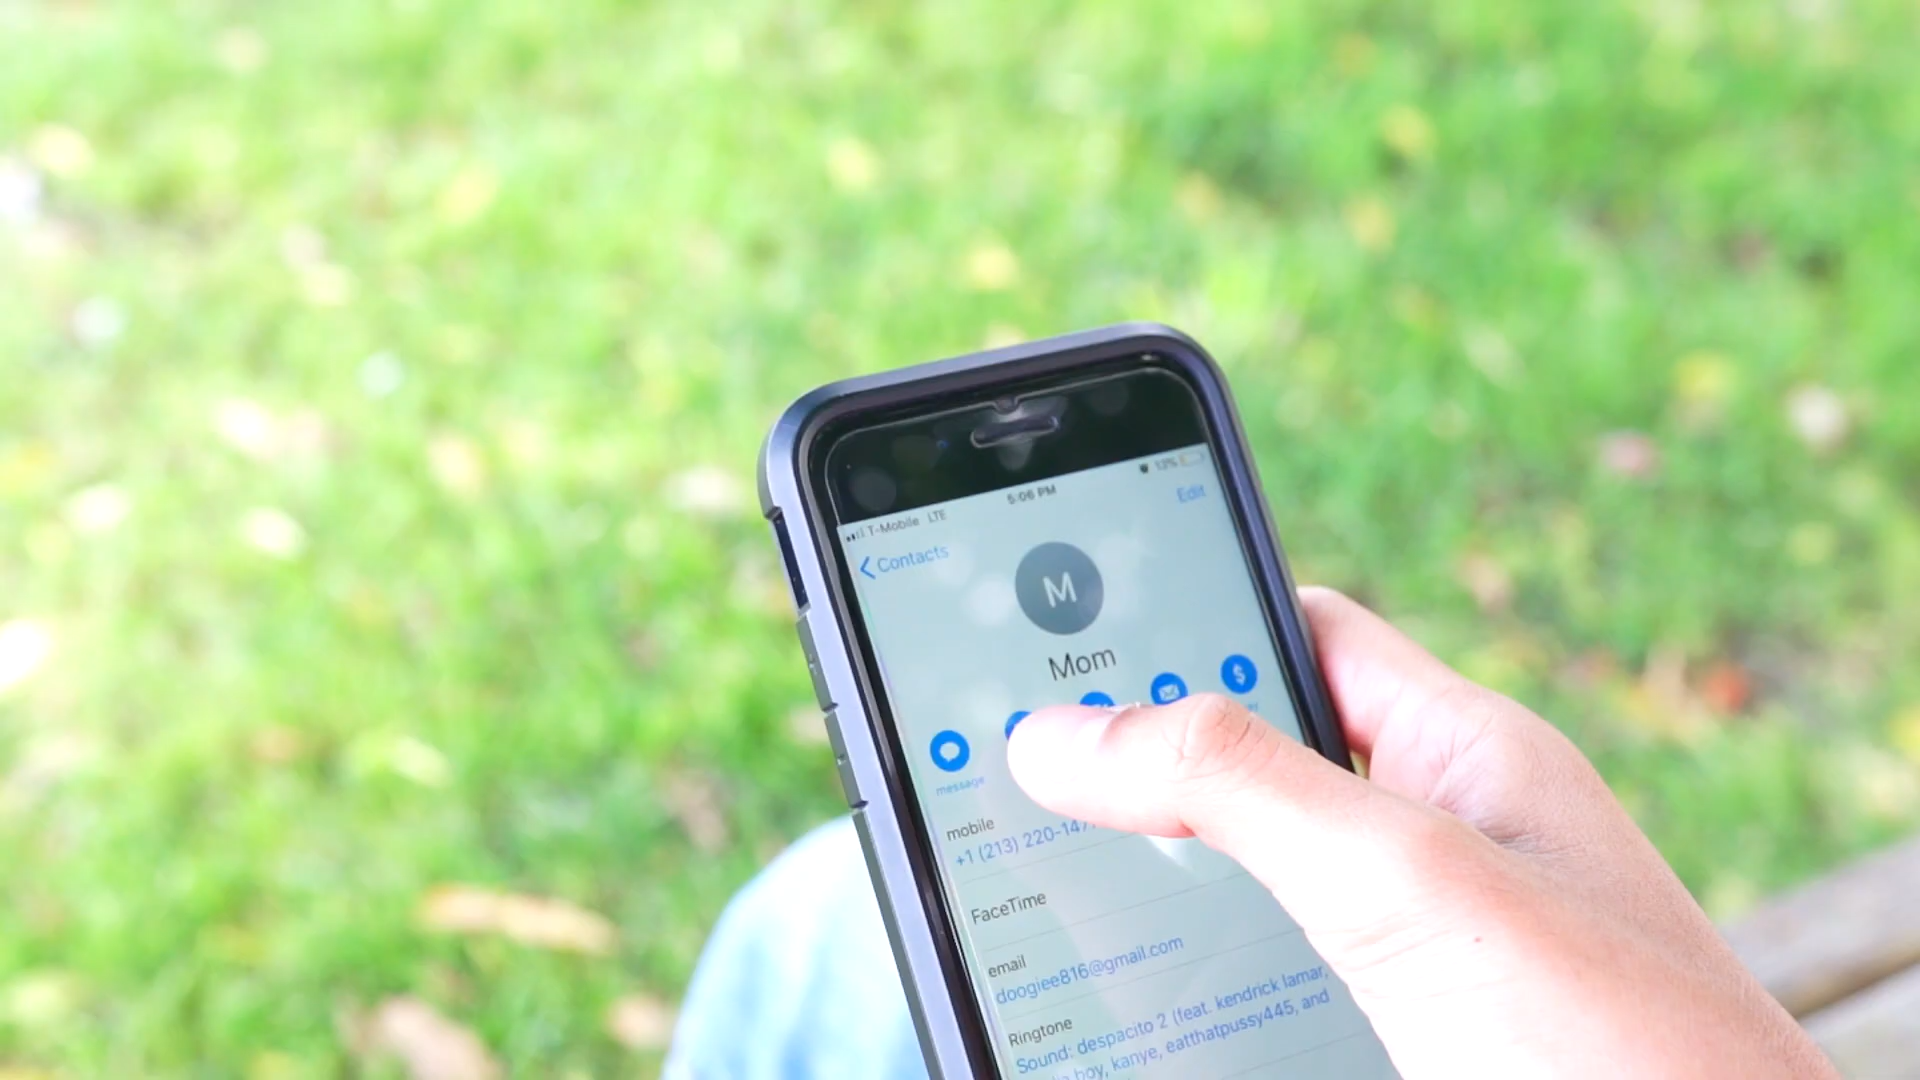 T-Mobile LTE 5:06 PM 13%
Contacts
Edit
M
Mom
$
message
mobile
+1 (213) 220-147
FaceTime
email
doogiee816@gmail.com
Ringtone
Sound: despacito 2 (feat. kendrick lamar,
boy, kanye, eatthatpussy445, and